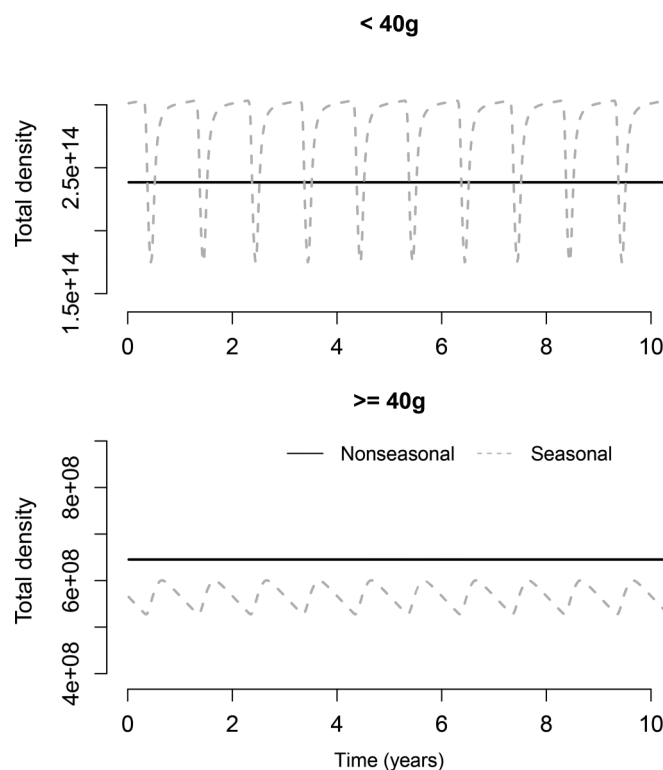 < 40g
Total density
2.5e+14
1.5e+14
0 2 4 6 8 10
>= 40g
Nonseasonal Seasonal
Total density
8e+08
6e+08
4e+08
0 2 4 6 8 10
Time (years)